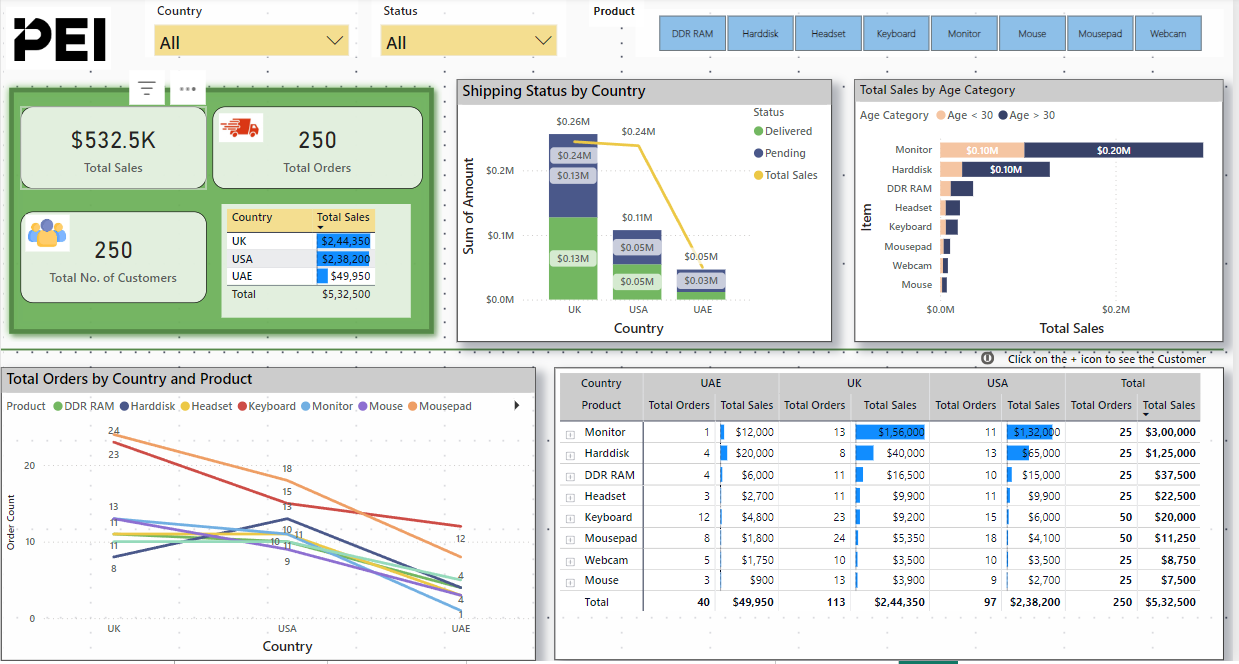 PEI
Country
All
Status
All
Product
DDR RAM Harddisk Headset Keyboard Monitor Mouse Mousepad Webcam
$532.5K
Total Sales
250
Total Orders
250
Total No. of Customers
Country Total Sales
UK $2,44,350
USA $2,38,200
UAE $49,950
Total $5,32,500
Shipping Status by Country
Status
Delivered
Pending
Total Sales
Sum of Amount
$0.2M
$0.1M
$0.0M
$0.26M
$0.24M
$0.13M
$0.13M
$0.24M
$0.11M
$0.05M
$0.05M
$0.05M
$0.03M
UK USA UAE
Country
Total Sales by Age Category
Age Category Age < 30 Age > 30
Item
Monitor $0.10M $0.20M
Harddisk $0.10M
DDR RAM
Headset
Keyboard
Mousepad
Webcam
Mouse
$0.0M $0.2M
Total Sales
Click on the + icon to see the Customer
Total Orders by Country and Product
Product DDR RAM Harddisk Headset Keyboard Monitor Mouse Mousepad
Order Count
20
10
0
24
23
13
11
11
8
18
15
13
10 11
10 11
9
12
4
4
1
UK USA UAE
Country
Country UAE UK USA Total
Product Total Orders Total Sales Total Orders Total Sales Total Orders Total Sales Total Orders Total Sales
Monitor 1 $12,000 13 $1,56,000 11 $1,32,000 25 $3,00,000
Harddisk 4 $20,000 8 $40,000 13 $65,000 25 $1,25,000
DDR RAM 4 $6,000 11 $16,500 10 $15,000 25 $37,500
Headset 3 $2,700 11 $9,900 11 $9,900 25 $22,500
Keyboard 12 $4,800 23 $9,200 15 $6,000 50 $20,000
Mousepad 8 $1,800 24 $5,350 18 $4,100 50 $11,250
Webcam 5 $1,750 10 $3,500 10 $3,500 25 $8,750
Mouse 3 $900 13 $3,900 9 $2,700 25 $7,500
Total 40 $49,950 113 $2,44,350 97 $2,38,200 250 $5,32,500